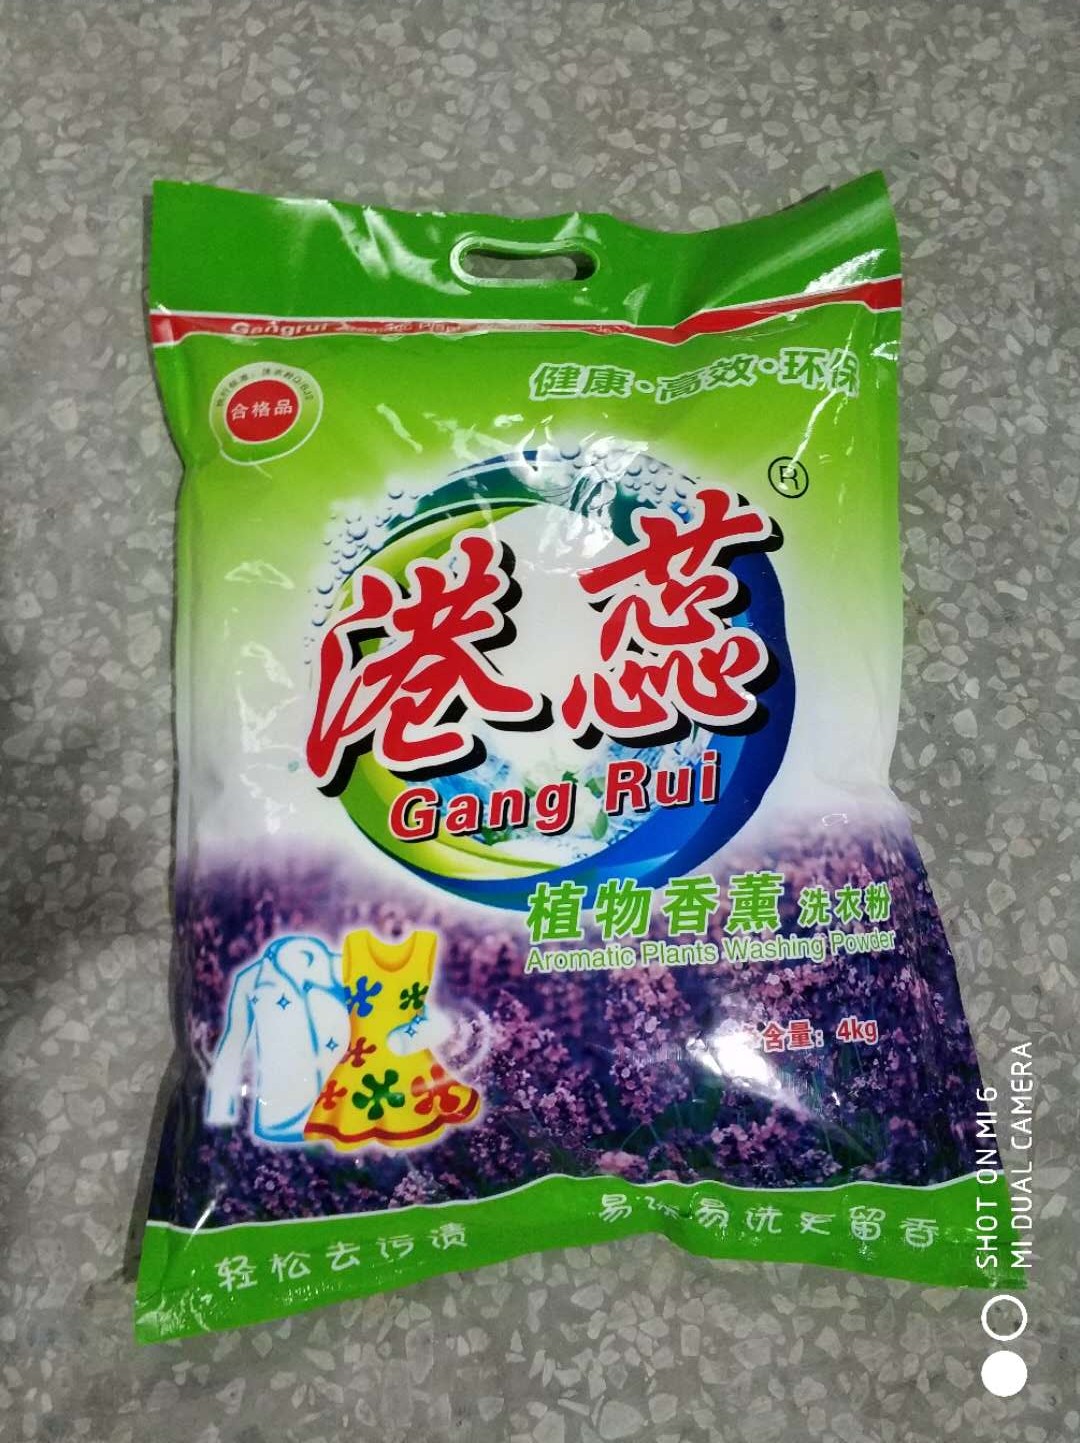 Gangrui
健康·高效·环保
合格品
®
港蕊
Gang Rui
植物香薰 洗衣粉
Aromatic Plants Washing Powder
含量：4kg
轻松去污渍
易 易洗 留香
SHOT ON MI 6
MI DUAL CAMERA